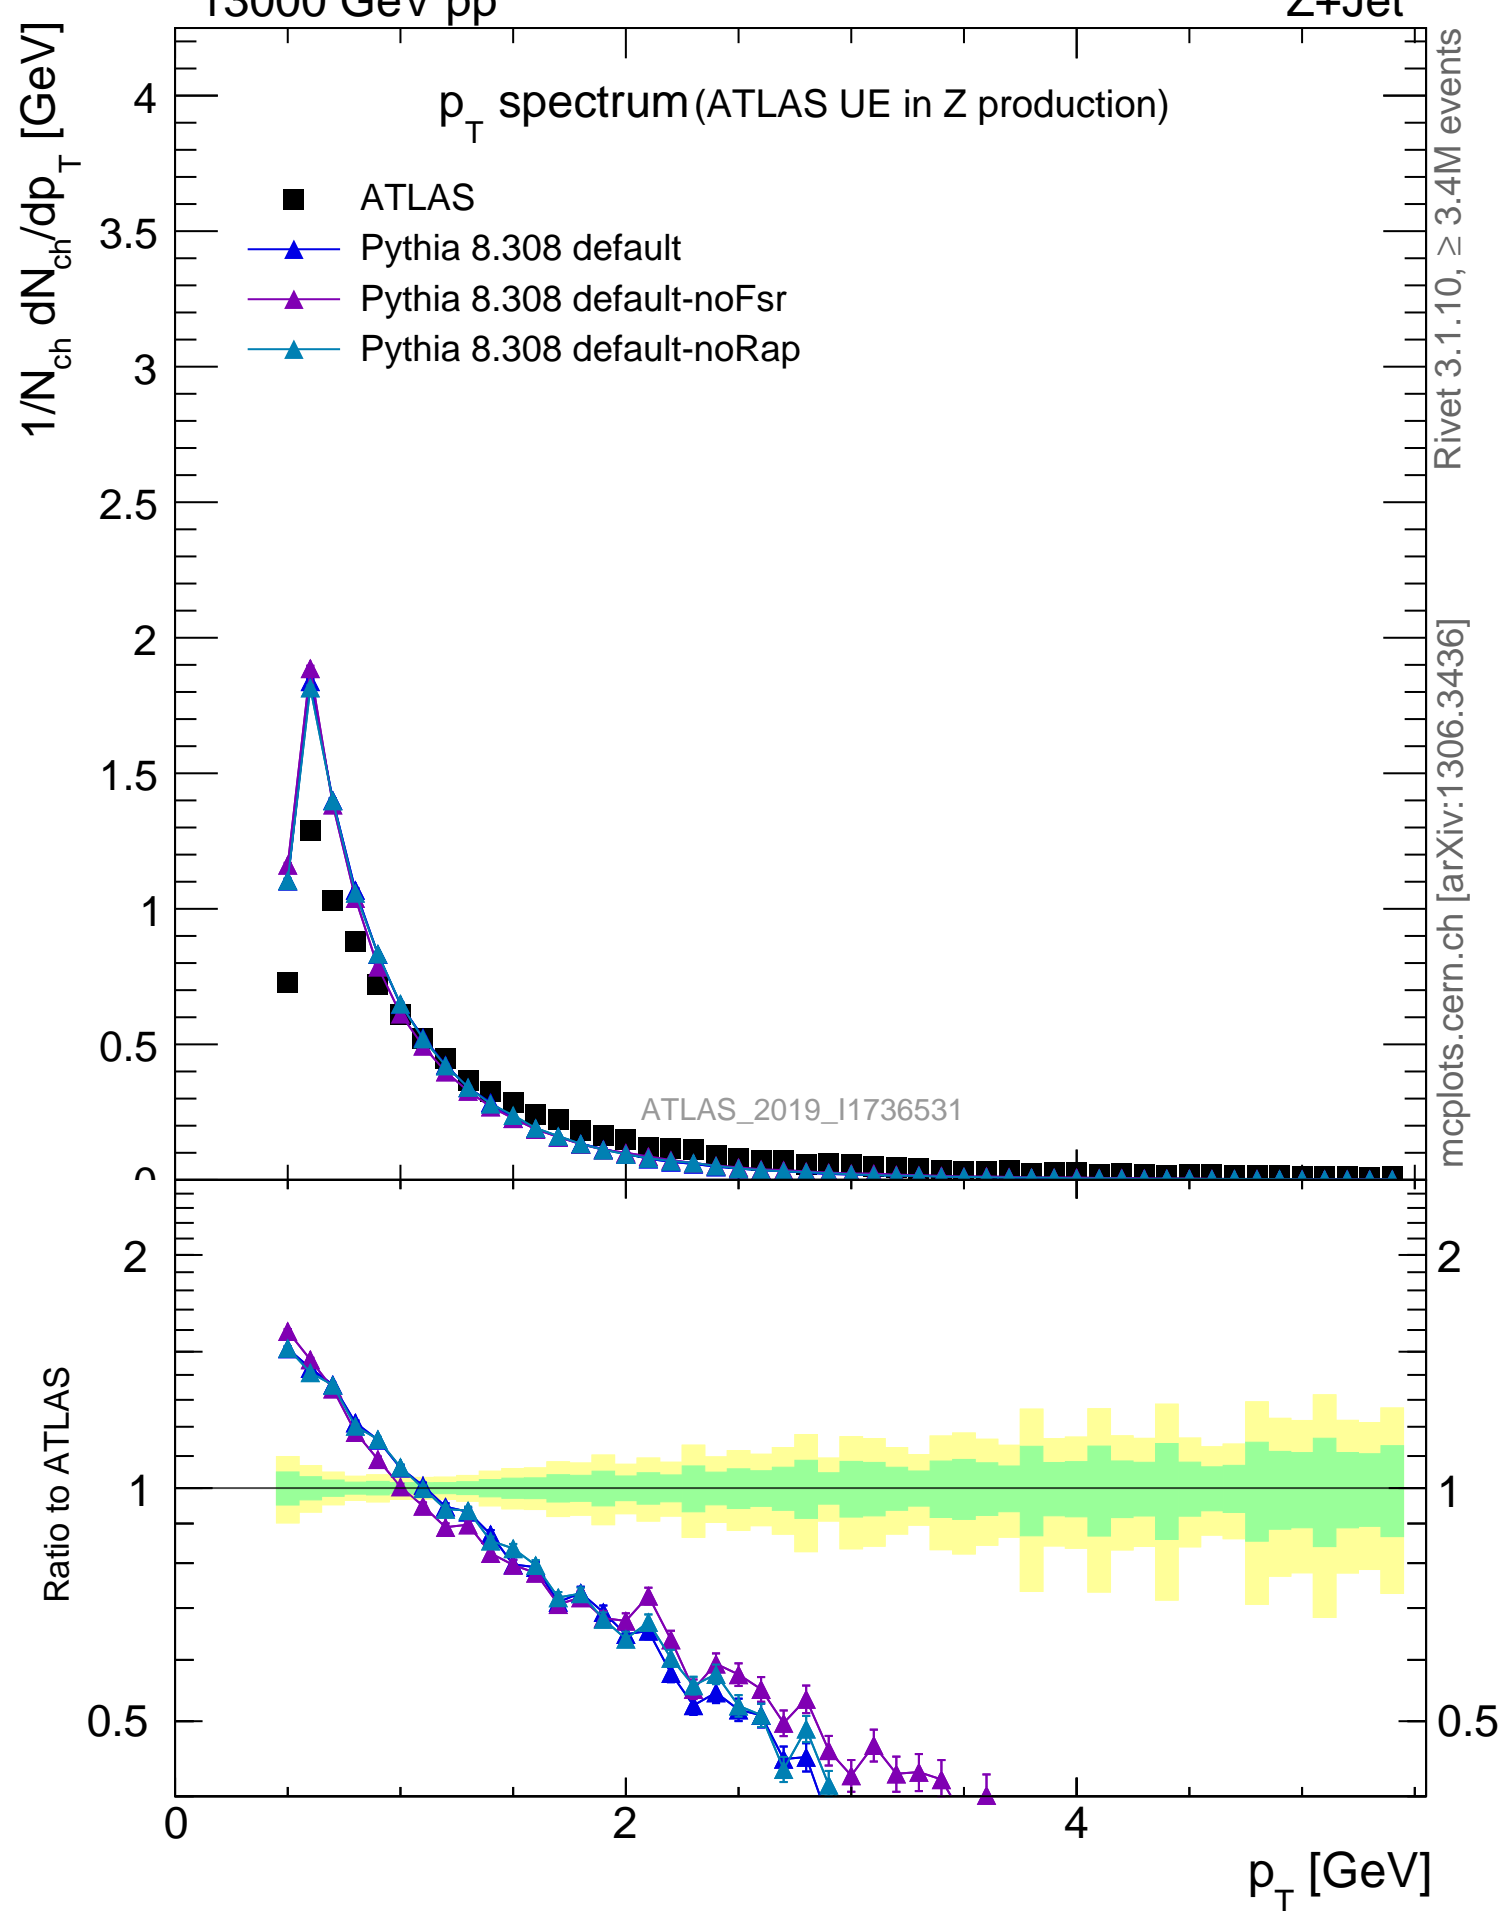 13000 GeV pp
Z+Jet
1/N_ch dN_ch/dp_T [GeV]
p_T spectrum (ATLAS UE in Z production)
ATLAS
Pythia 8.308 default
Pythia 8.308 default-noFsr
Pythia 8.308 default-noRap
4
3.5
3
2.5
2
1.5
1
0.5
0
ATLAS_2019_I1736531
Rivet 3.1.10, ≥ 3.4M events
mcplots.cern.ch [arXiv:1306.3436]
Ratio to ATLAS
2
1
0.5
2
1
0.5
0
2
4
p_T [GeV]